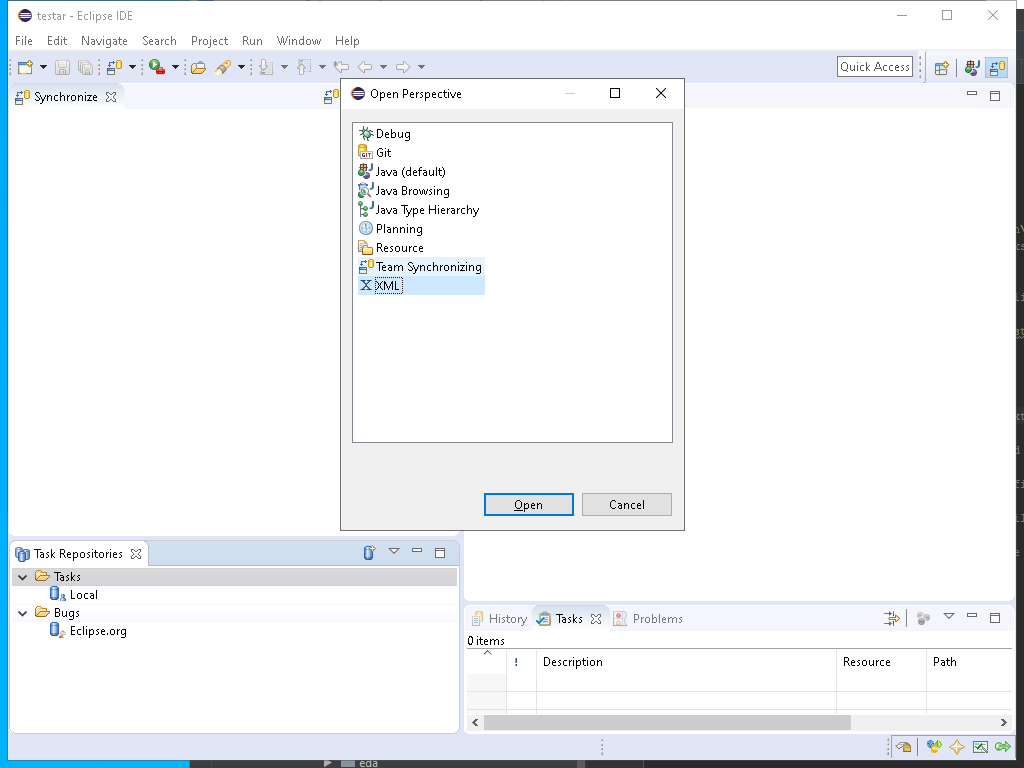 testar - Eclipse IDE
File Edit Navigate Search Project Run Window Help
Quick Access
Synchronize
Open Perspective
Debug
Git
Java (default)
Java Browsing
Java Type Hierarchy
Planning
Resource
Team Synchronizing
XML
Open Cancel
Task Repositories
Tasks
Local
Bugs
Eclipse.org
History Tasks Problems
0 items
! Description Resource Path
eda